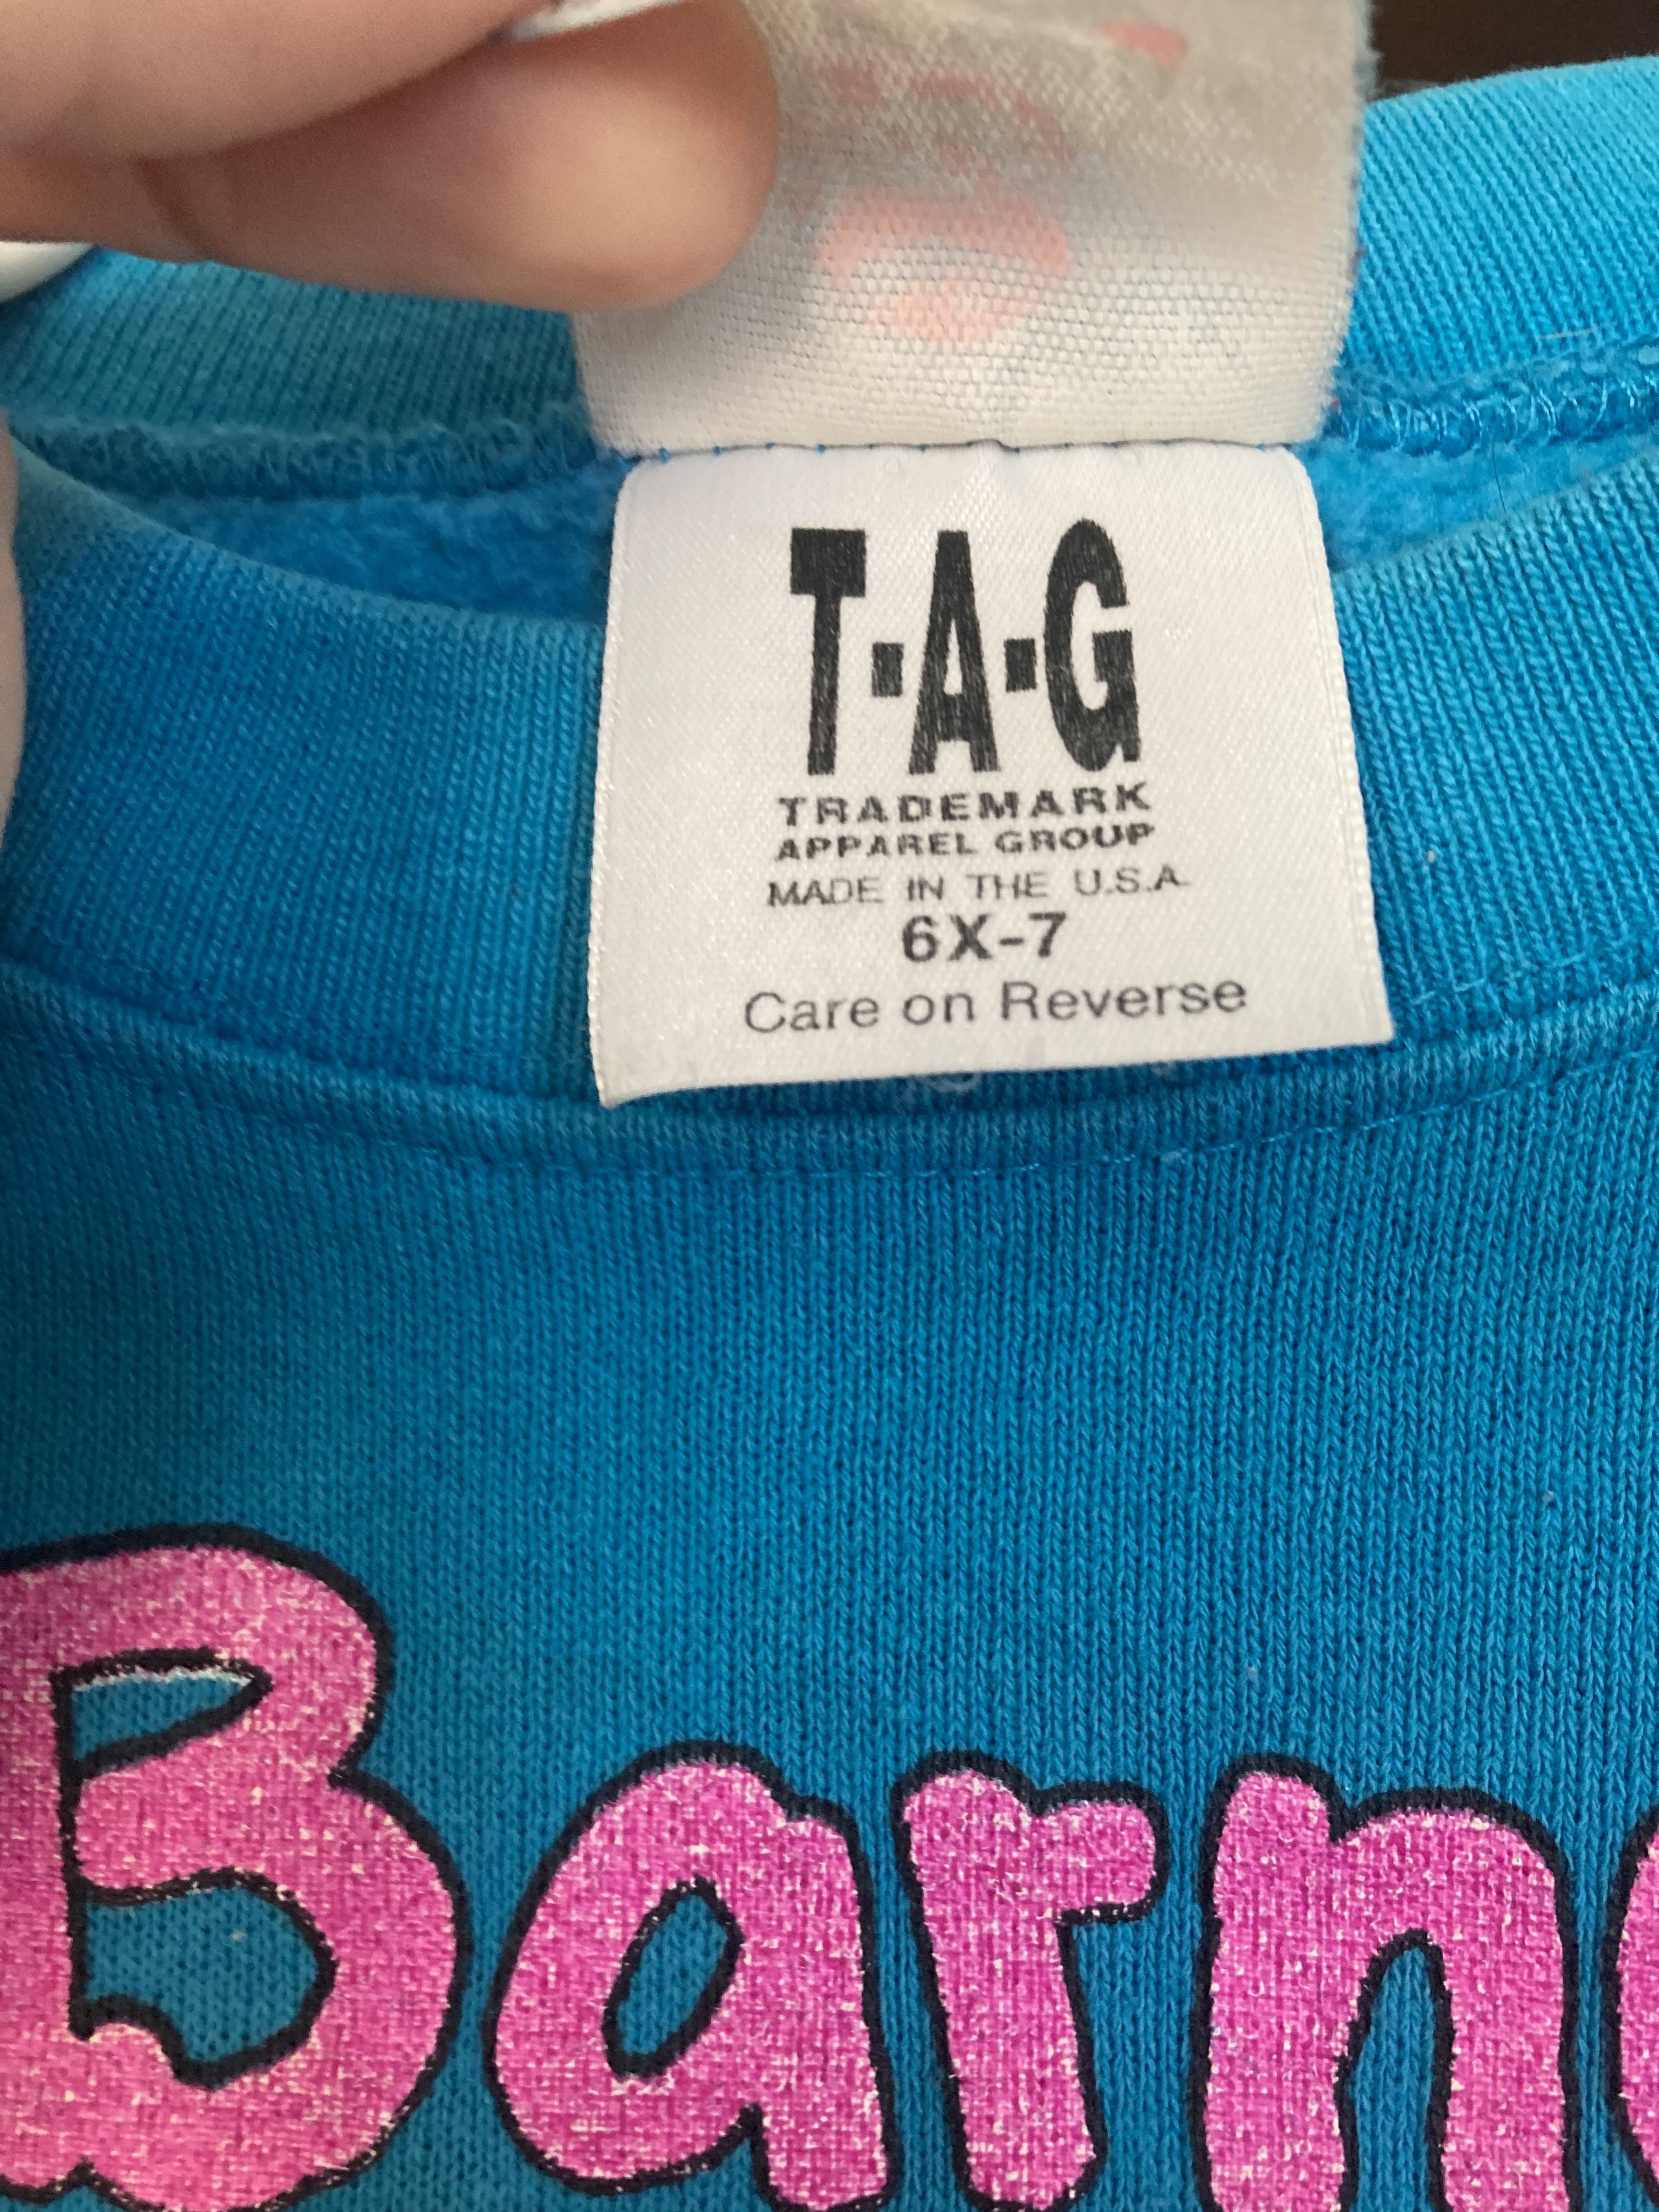 T·A·G
TRADEMARK
APPAREL GROUP
MADE IN THE U.S.A.
6X-7
Care on Reverse
Barn